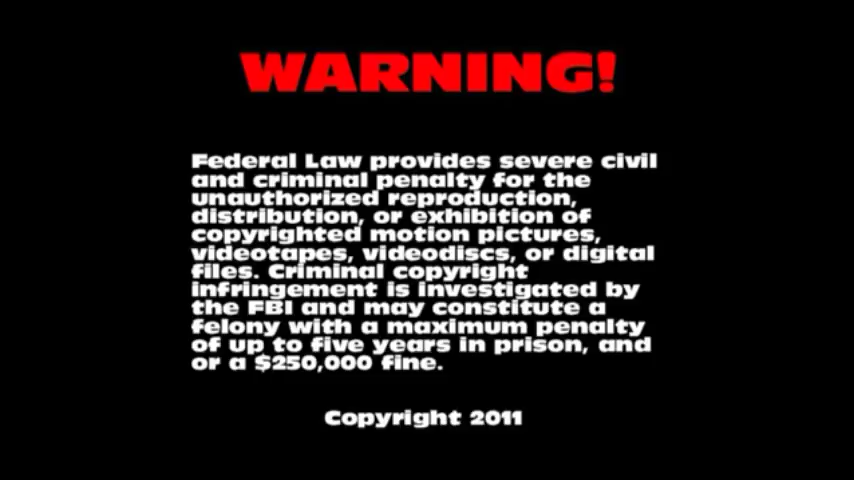 WARNING!
Federal Law provides severe civil
and criminal penalty for the
unauthorized reproduction,
distribution, or exhibition of
copyrighted motion pictures,
videotapes, videodiscs, or digital
files. Criminal copyright
infringement is investigated by
the FBI and may constitute a
felony with a maximum penalty
of up to five years in prison, and
or a $250,000 fine.
Copyright 2011